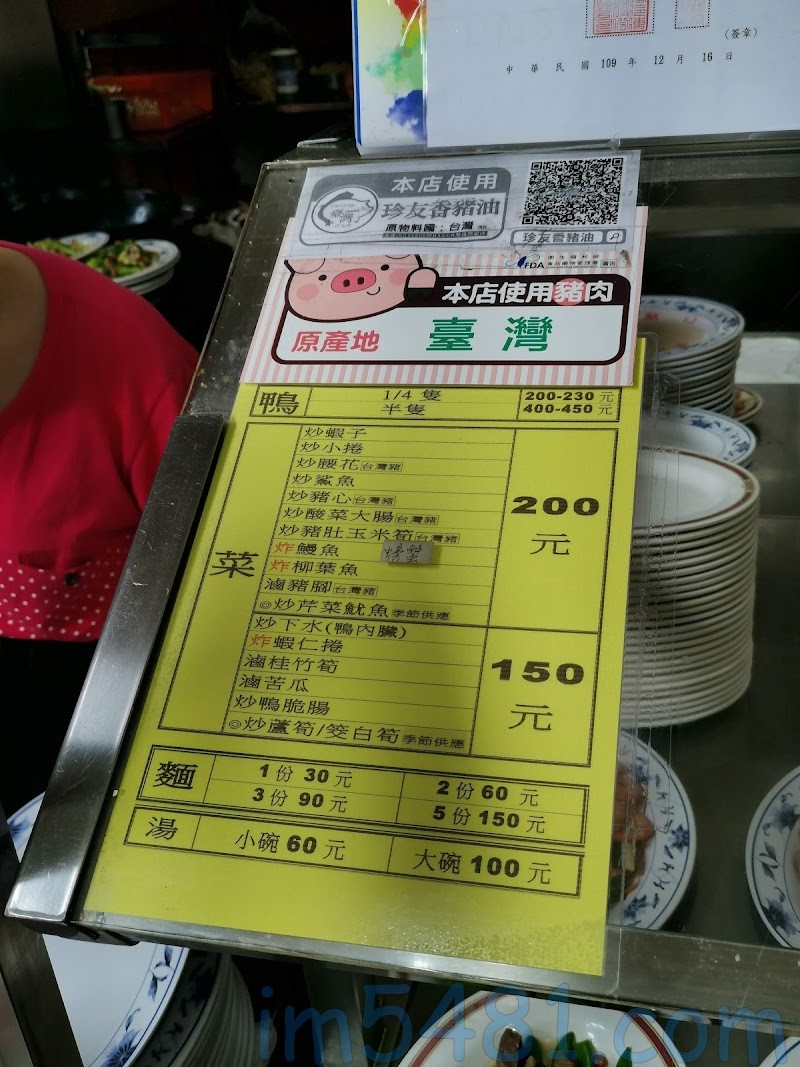 (簽章)
中華民國109年12月16日
本店使用
珍友香豬油
原物料國:台灣
珍友香豬油
FDA
本店使用豬肉
原產地 臺灣
鴨 1/4隻 200-230元
半隻 400-450元
菜
炒蝦子
炒小捲
炒腰花台灣豬
炒鯊魚
炒豬心台灣豬
炒酸菜大腸台灣豬
炒豬肚玉米筍台灣豬
炸鰻魚
炸柳葉魚
滷豬腳台灣豬
◎炒芹菜魷魚季節供應
200元
炒下水(鴨內臟)
炸蝦仁捲
滷桂竹筍
滷苦瓜
炒鴨脆腸
◎炒蘆筍/筊白筍季節供應
150元
麵 1份30元 2份60元
3份90元 5份150元
湯 小碗60元 大碗100元
im5481.com